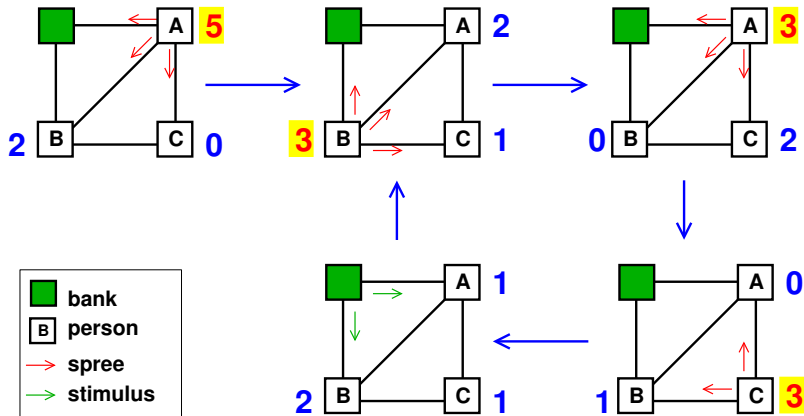 A 5
B 2
C 0
A 2
B 3
C 1
A 3
B 0
C 2
A 1
B 2
C 1
A 0
B 1
C 3
bank
B person
spree
stimulus